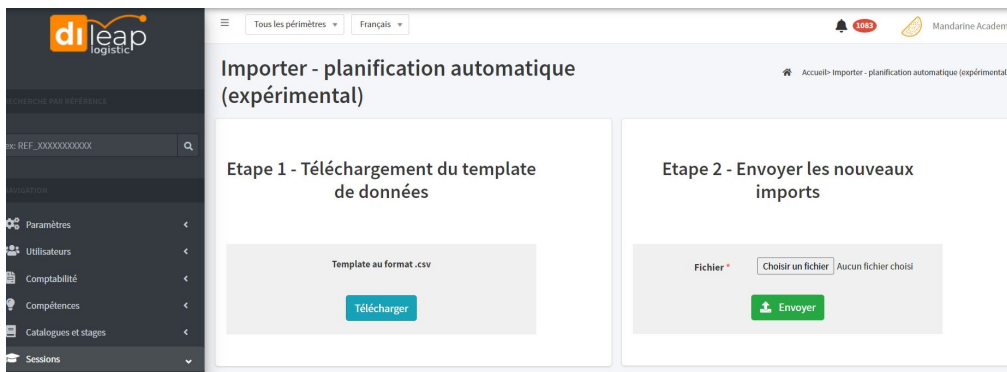 dileap
logistic
RECHERCHE PAR RÉFÉRENCE
ex: REF_XXXXXXXXXXX
NAVIGATION
Paramètres
Utilisateurs
Comptabilité
Compétences
Catalogues et stages
Sessions
Tous les périmètres
Français
1083
Mandarine Academ
Importer - planification automatique
(expérimental)
Accueil> Importer - planification automatique (expérimental
Etape 1 - Téléchargement du template
de données
Template au format .csv
Télécharger
Etape 2 - Envoyer les nouveaux
imports
Fichier *
Choisir un fichier Aucun fichier choisi
Envoyer